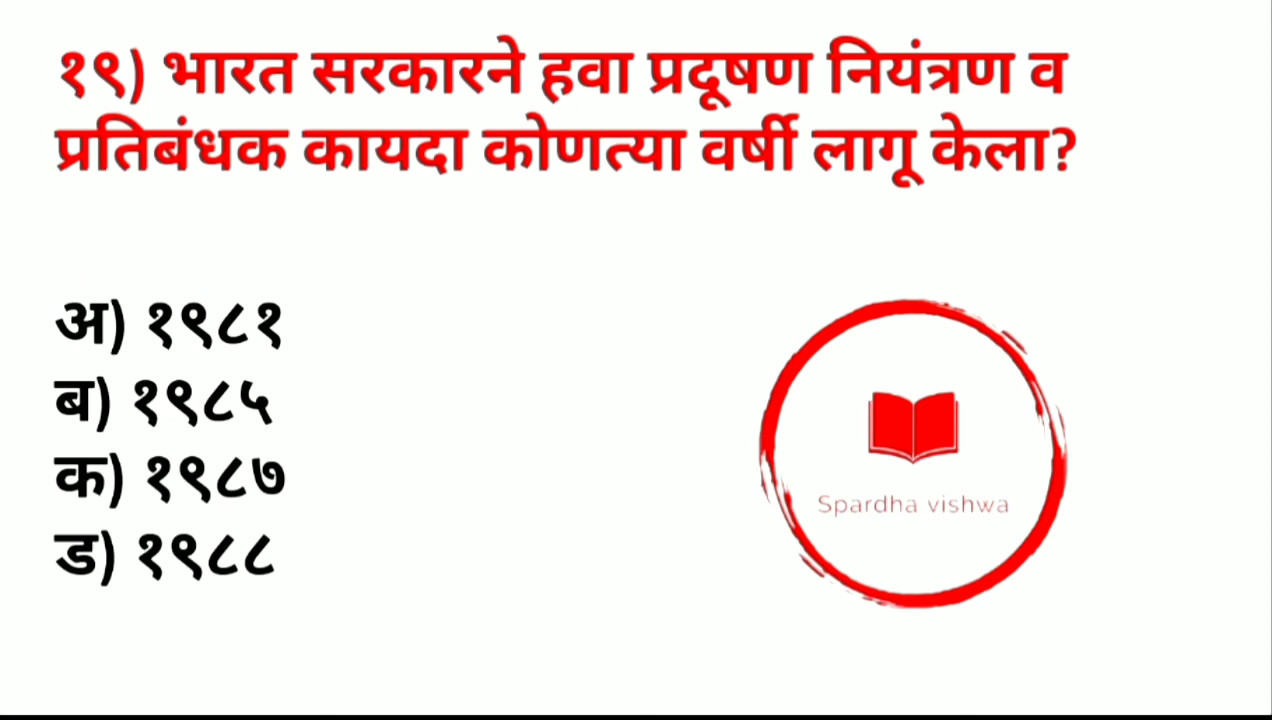 १९) भारत सरकारने हवा प्रदूषण नियंत्रण व
प्रतिबंधक कायदा कोणत्या वर्षी लागू केला?
अ) १९८१
ब) १९८५
क) १९८७
ड) १९८८
Spardha vishwa